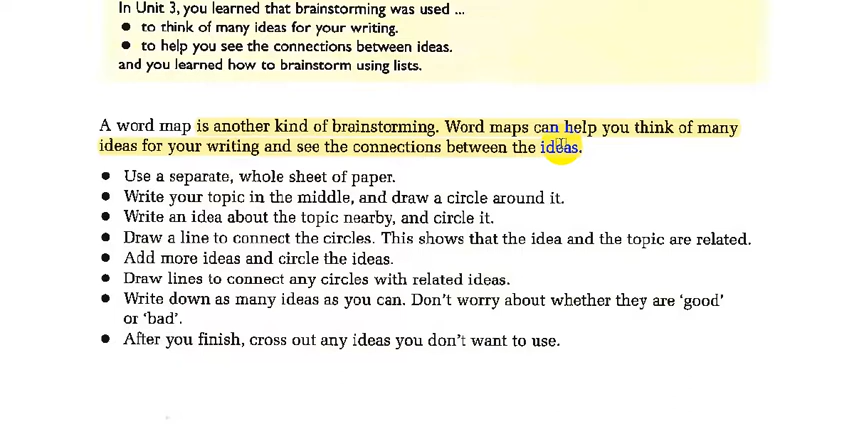 In Unit 3, you learned that brainstorming was used ...
● to think of many ideas for your writing.
● to help you see the connections between ideas.
and you learned how to brainstorm using lists.
A word map is another kind of brainstorming. Word maps can help you think of many
ideas for your writing and see the connections between the ideas.
● Use a separate, whole sheet of paper.
● Write your topic in the middle, and draw a circle around it.
● Write an idea about the topic nearby, and circle it.
● Draw a line to connect the circles. This shows that the idea and the topic are related.
● Add more ideas and circle the ideas.
● Draw lines to connect any circles with related ideas.
● Write down as many ideas as you can. Don't worry about whether they are 'good'
or 'bad'.
● After you finish, cross out any ideas you don't want to use.